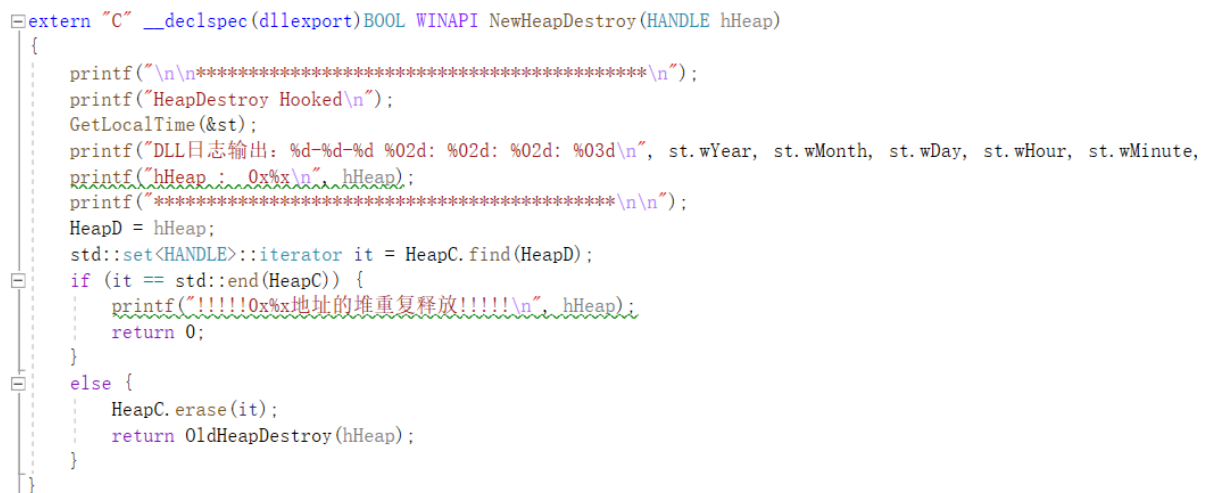 extern "C" __declspec(dllexport)BOOL WINAPI NewHeapDestroy(HANDLE hHeap)
{
printf("\n\n*******************************************\n");
printf("HeapDestroy Hooked\n");
GetLocalTime(&st);
printf("DLL日志输出：%d-%d-%d %02d: %02d: %02d: %03d\n", st.wYear, st.wMonth, st.wDay, st.wHour, st.wMinute,
printf("hHeap :  0x%x\n", hHeap);
printf("********************************************\n\n");
HeapD = hHeap;
std::set<HANDLE>::iterator it = HeapC.find(HeapD);
if (it == std::end(HeapC)) {
printf("!!!!!0x%x地址的堆重复释放!!!!!\n", hHeap);
return 0;
}
else {
HeapC.erase(it);
return OldHeapDestroy(hHeap);
}
}